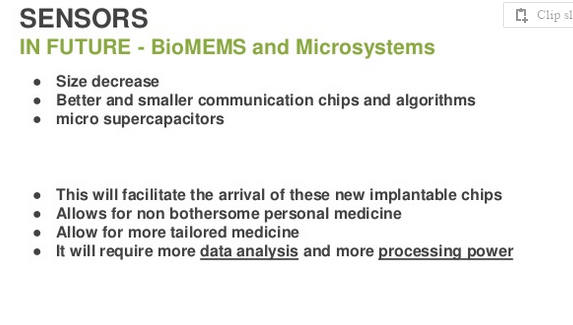 SENSORS
Clip sl
IN FUTURE - BioMEMS and Microsystems
● Size decrease
● Better and smaller communication chips and algorithms
● micro supercapacitors
● This will facilitate the arrival of these new implantable chips
● Allows for non bothersome personal medicine
● Allow for more tailored medicine
● It will require more data analysis and more processing power